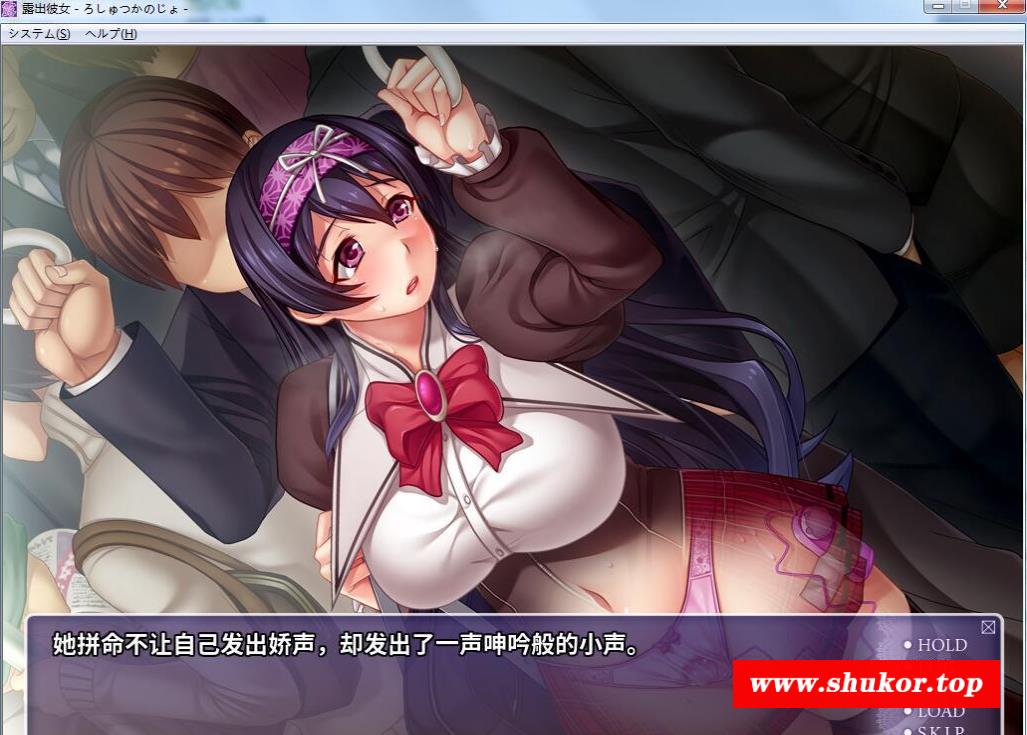 露出彼女 - ろしゅつかのじょ -
システム(S) ヘルプ(H)
她拼命不让自己发出娇声，却发出了一声呻吟般的小声。
HOLD
www.shukor.top
LOAD
SKIP